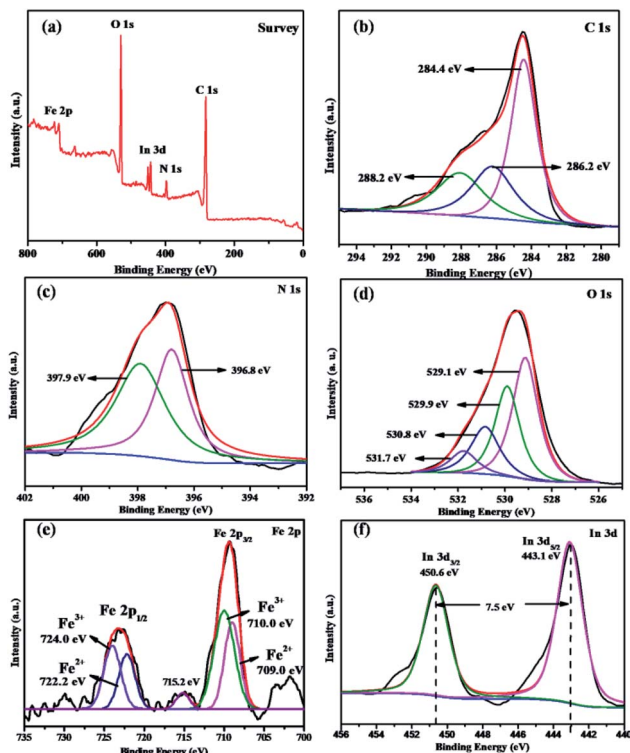 (a)
Survey
O 1s
C 1s
Fe 2p
In 3d
N 1s
Intensity (a.u.)
800 600 400 200 0
Binding Energy (eV)
(b)
C 1s
284.4 eV
288.2 eV
286.2 eV
Intensity (a.u.)
294 292 290 288 286 284 282 280
Binding Energy (eV)
(c)
N 1s
397.9 eV
396.8 eV
Intensity (a.u.)
402 400 398 396 394 392
Binding Energy (eV)
(d)
O 1s
529.1 eV
529.9 eV
530.8 eV
531.7 eV
Intensity (a.u.)
536 534 532 530 528 526
Binding Energy (eV)
(e)
Fe 2p3/2
Fe 2p
Fe3+
Fe 2p1/2
724.0 eV
Fe2+
722.2 eV
715.2 eV
Fe3+
710.0 eV
Fe2+
709.0 eV
Intensity (a. u.)
735 730 725 720 715 710 705 700
Binding Energy (eV)
(f)
In 3d
In 3d5/2
443.1 eV
In 3d3/2
450.6 eV
7.5 eV
Intensity (a.u.)
456 454 452 450 448 446 444 442 440
Binding Energy (eV)